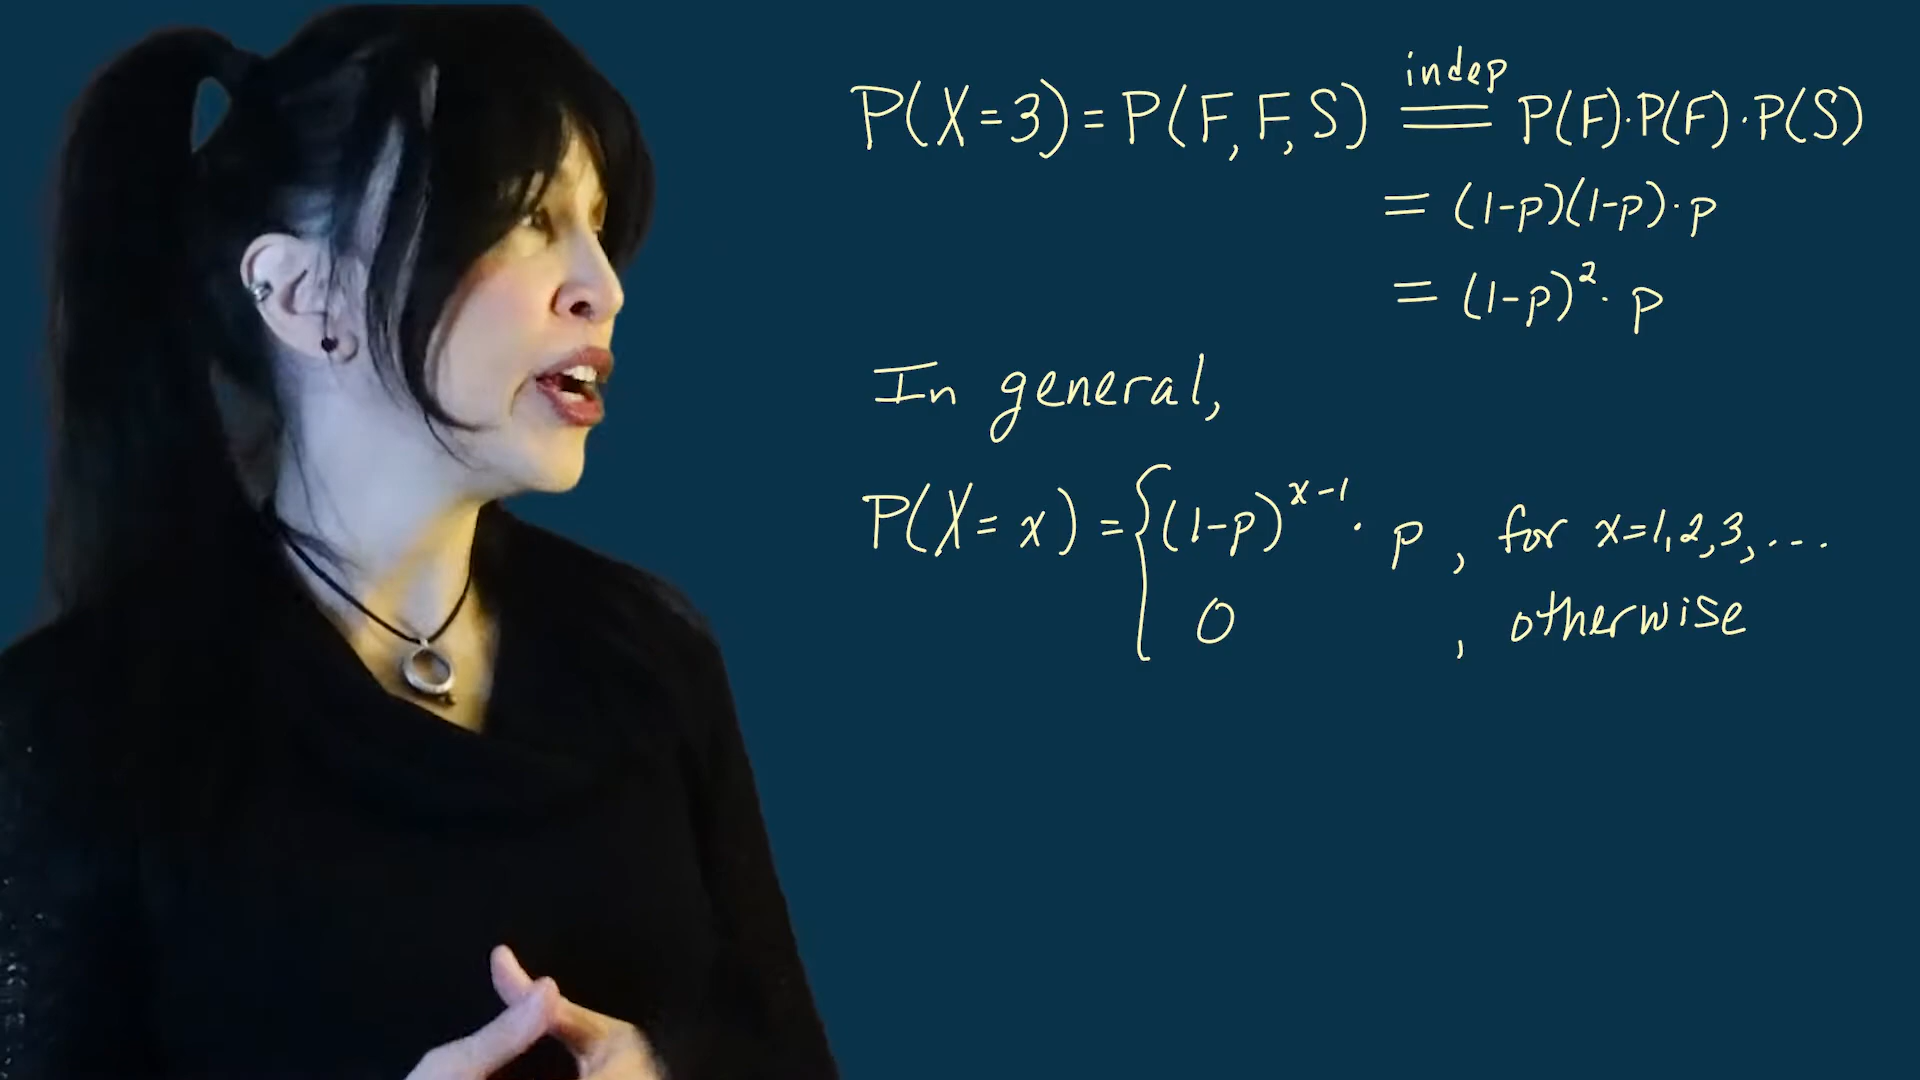 P(X=3) = P(F, F, S) indep = P(F)·P(F)·P(S)
= (1-p)(1-p)·p
= (1-p)²· p
In general,
P(X=x) = { (1-p)^{x-1} · p , for x=1,2,3,...
0 , otherwise